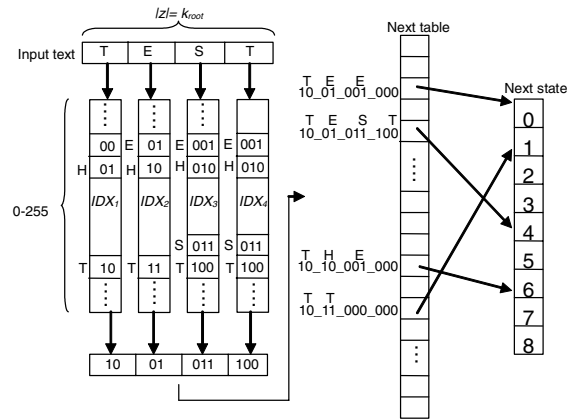 |z|= k_root
Input text T E S T
Next table
Next state
0-255
00 E 01 E 001 E 001
H 01 H 10 H 010 H 010
IDX1 IDX2 IDX3 IDX4
S 011 S 011
T 10 T 11 T 100 T 100
10 01 011 100
T E E
10_01_001_000
T E S T
10_01_011_100
T H E
10_10_001_000
T T
10_11_000_000
0
1
2
3
4
5
6
7
8